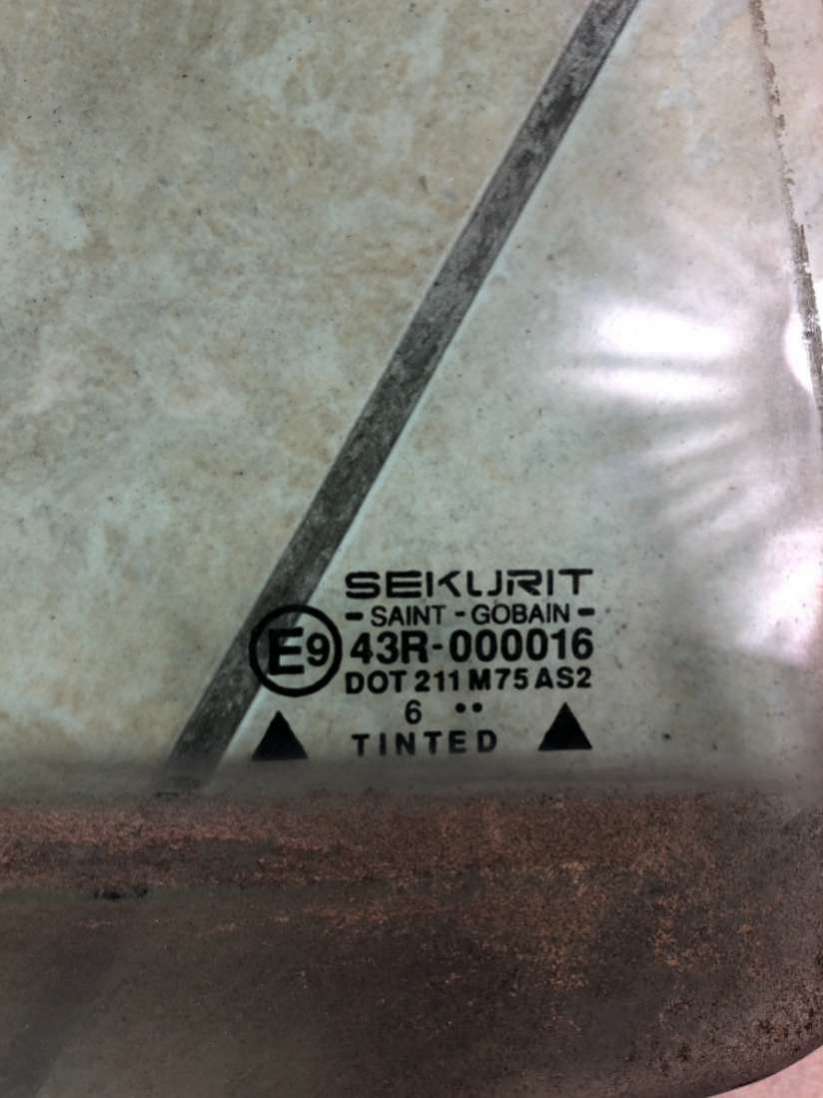 SEKURIT
- SAINT - GOBAIN -
E9 43R-000016
DOT 211 M75 AS2
6 ••
TINTED